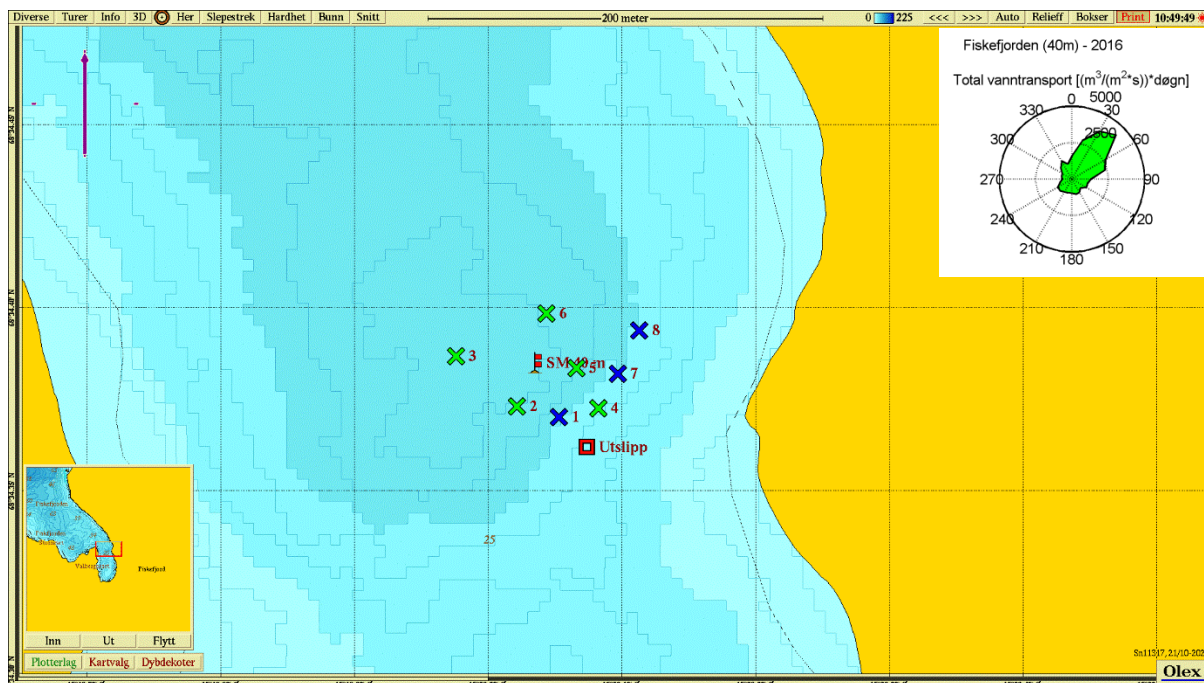 Diverse Turer Info 3D Her Slepestrek Hardhet Bunn Snitt 200 meter 0 225 <<< >>> Auto Relieff Bokser Print 10:49:49
Fiskefjorden (40m) - 2016
Total vanntransport [(m³/(m²*s))*døgn]
0 5000
330 30
2500
300 60
270 90
240 120
210 150
180
6
8
3
SM 49 m
5
7
2
4
1
Utslipp
25
Fiskefjord
Inn Ut Flytt
Plotterlag Kartvalg Dybdekoter
Olex